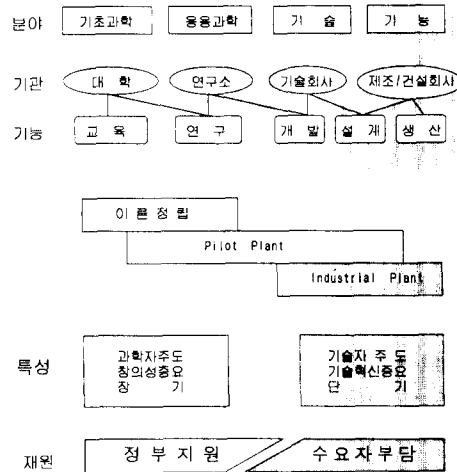 분야 기초과학 응용과학 기 술 기 능
기관 대 학 연구소 기술회사 제조/건설회사
기능 교 육 연 구 개 발 설 계 생 산
이 론 정 립
Pilot Plant
Industrial Plant
특성 과학자주도 기술자 주 도
창의성중요 기술혁신중요
장 기 단 기
재원 정 부 지 원 수 요 자 부 담